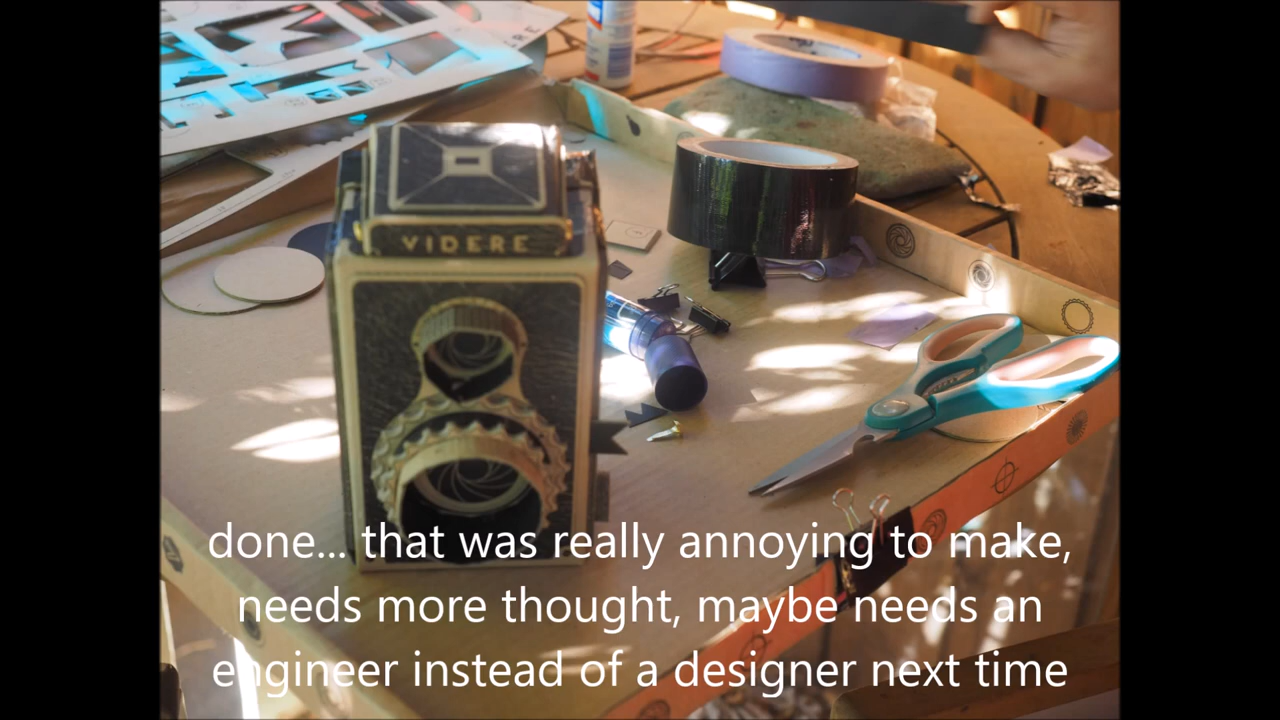 VIDERE
done... that was really annoying to make,
needs more thought, maybe needs an
engineer instead of a designer next time